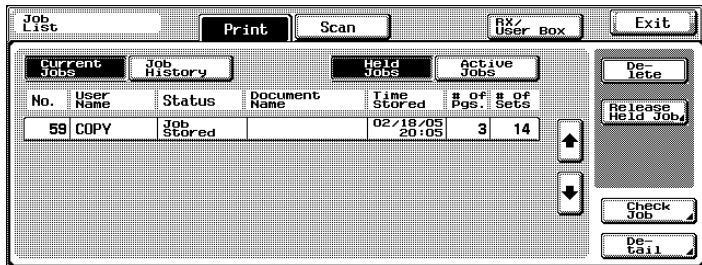 Job
List
Print
Scan
RX/
User Box
Exit
Current
Jobs
Job
History
Held
Jobs
Active
Jobs
De-
lete
No.
User
Name
Status
Document
Name
Time
Stored
# of
Pgs.
# of
Sets
Release
Held Job
59
COPY
Job
Stored
02/18/05
20:05
3
14
Check
Job
De-
tail